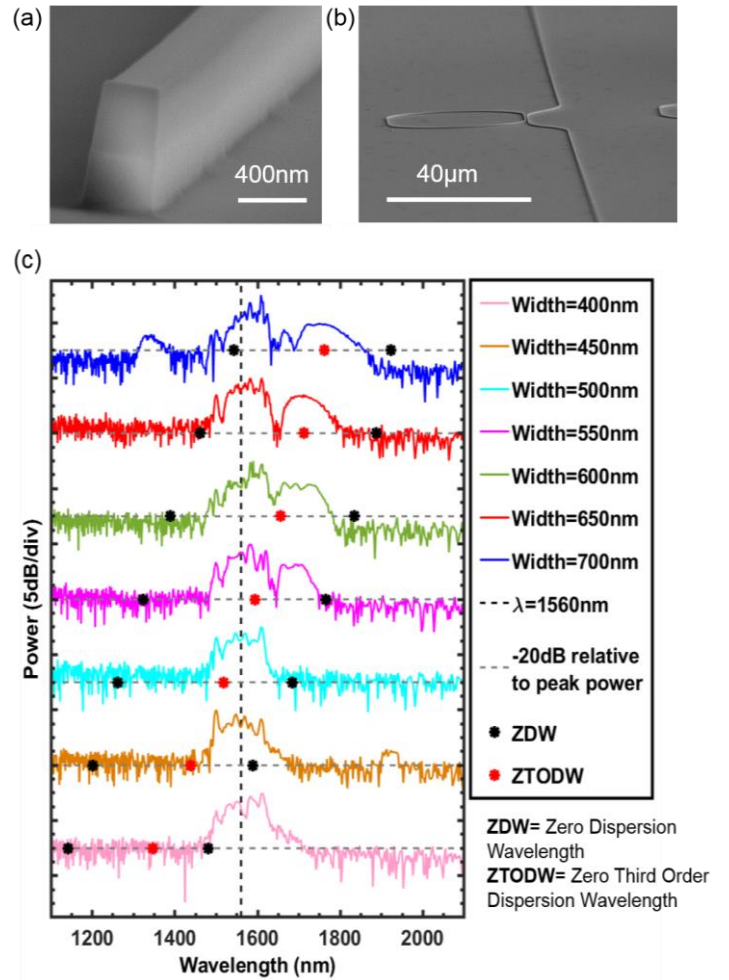 (a)
(b)
400nm
40µm
(c)
Power (5dB/div)
1200 1400 1600 1800 2000
Wavelength (nm)
Width=400nm
Width=450nm
Width=500nm
Width=550nm
Width=600nm
Width=650nm
Width=700nm
λ=1560nm
-20dB relative
to peak power
ZDW
ZTODW
ZDW= Zero Dispersion
Wavelength
ZTODW= Zero Third Order
Dispersion Wavelength